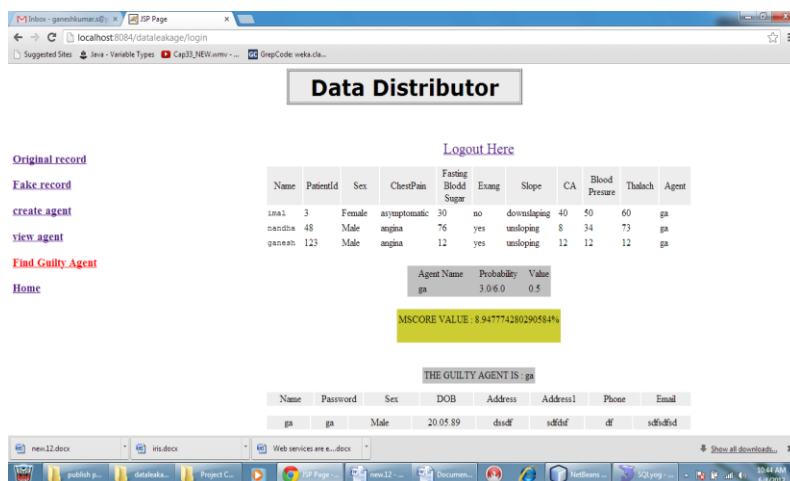 Inbox - ganeshkumar.s@y
JSP Page
localhost:8084/dataleakage/login
Suggested Sites
Java - Variable Types
Cap33_NEW.wmv - ...
GC GrepCode: weka.cla...
Data Distributor
Logout Here
Original record
Fake record
create agent
view agent
Find Guilty Agent
Home
Name PatientId Sex ChestPain Fasting Blodd Sugar Exang Slope CA Blood Presure Thalach Agent
imal 3 Female asymptomatic 30 no downslaping 40 50 60 ga
nandha 48 Male angina 76 yes unsloping 8 34 73 ga
ganesh 123 Male angina 12 yes unsloping 12 12 12 ga
Agent Name Probability Value
ga 3.0/6.0 0.5
MSCORE VALUE : 8.947774280290584%
THE GUILTY AGENT IS : ga
Name Password Sex DOB Address Address1 Phone Email
ga ga Male 20.05.89 dssdf sdfdsf df sdfsdfsd
new.12.docx
iris.docx
Web services are e....docx
Show all downloads...
publish p...
dataleaka...
Project C...
JSP Page -...
new.12 - ...
Documen...
NetBeans ...
SQLyog - ...
10:44 AM